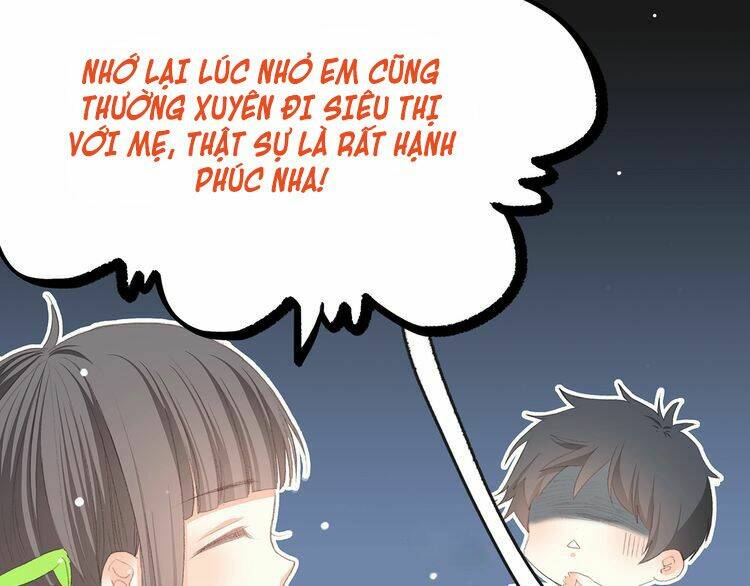 NHỚ LẠI LÚC NHỎ EM CŨNG
THƯỜNG XUYÊN ĐI SIÊU THỊ
VỚI MẸ, THẬT SỰ LÀ RẤT HẠNH
PHÚC NHA!